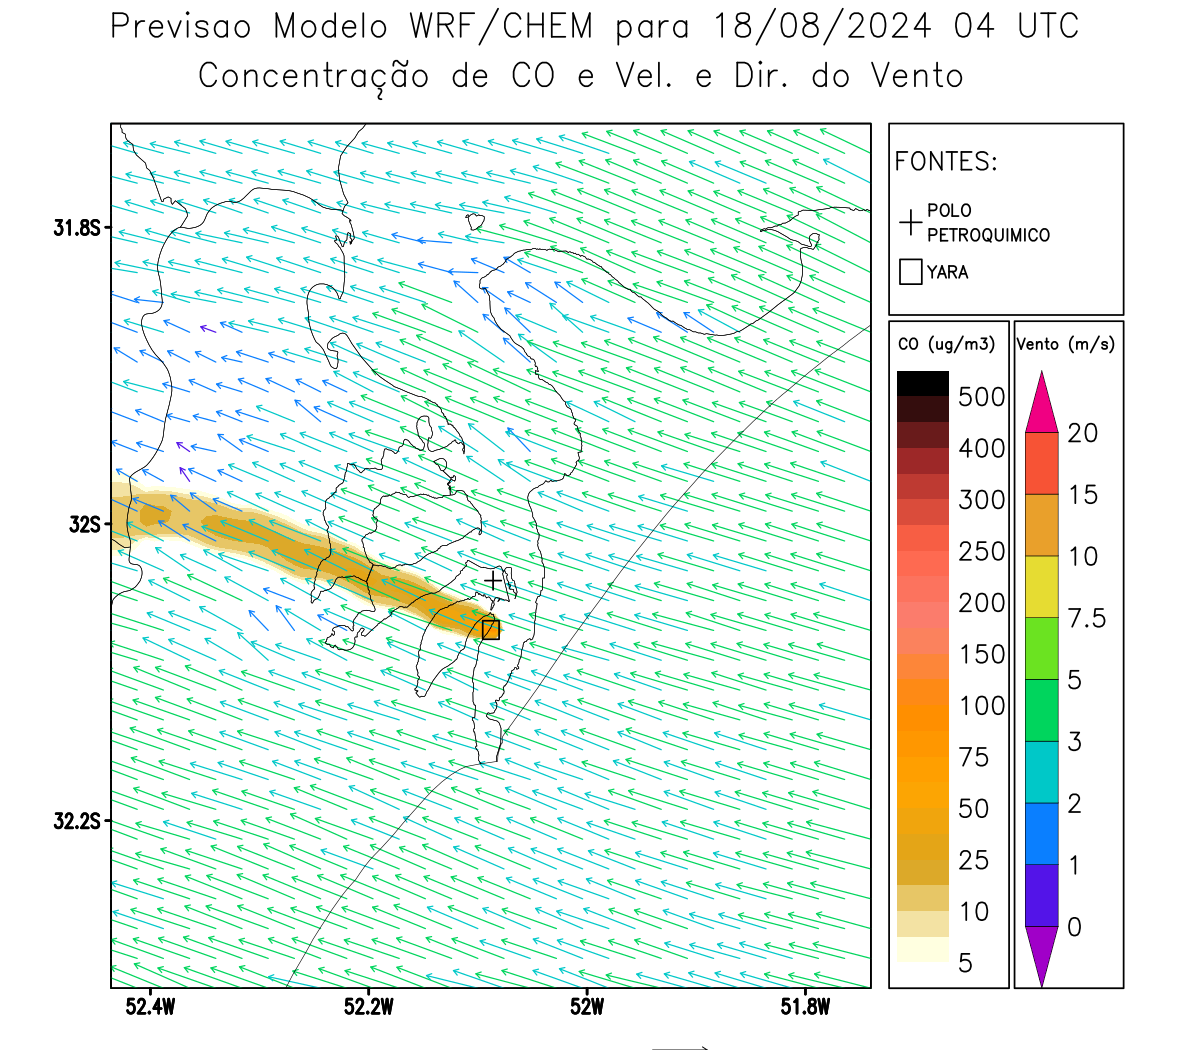 Previsao Modelo WRF/CHEM para 18/08/2024 04 UTC
Concentração de CO e Vel. e Dir. do Vento
FONTES:
POLO
PETROQUIMICO
YARA
CO (ug/m3)
500
400
300
250
200
150
100
75
50
25
10
5
Vento (m/s)
20
15
10
7.5
5
3
2
1
0
31.8S
32S
32.2S
52.4W
52.2W
52W
51.8W